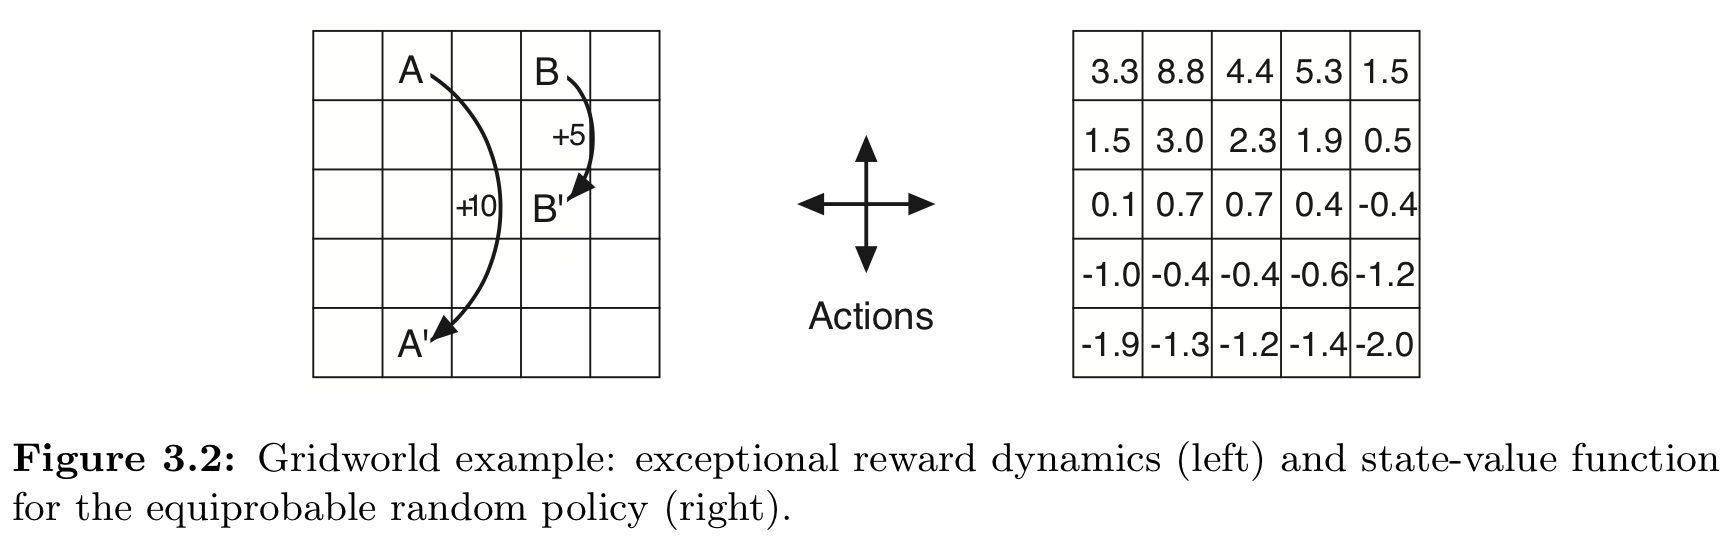 A B
+5
+10 B'
A'
Actions
3.3 8.8 4.4 5.3 1.5
1.5 3.0 2.3 1.9 0.5
0.1 0.7 0.7 0.4 -0.4
-1.0 -0.4 -0.4 -0.6 -1.2
-1.9 -1.3 -1.2 -1.4 -2.0
Figure 3.2: Gridworld example: exceptional reward dynamics (left) and state-value function
for the equiprobable random policy (right).